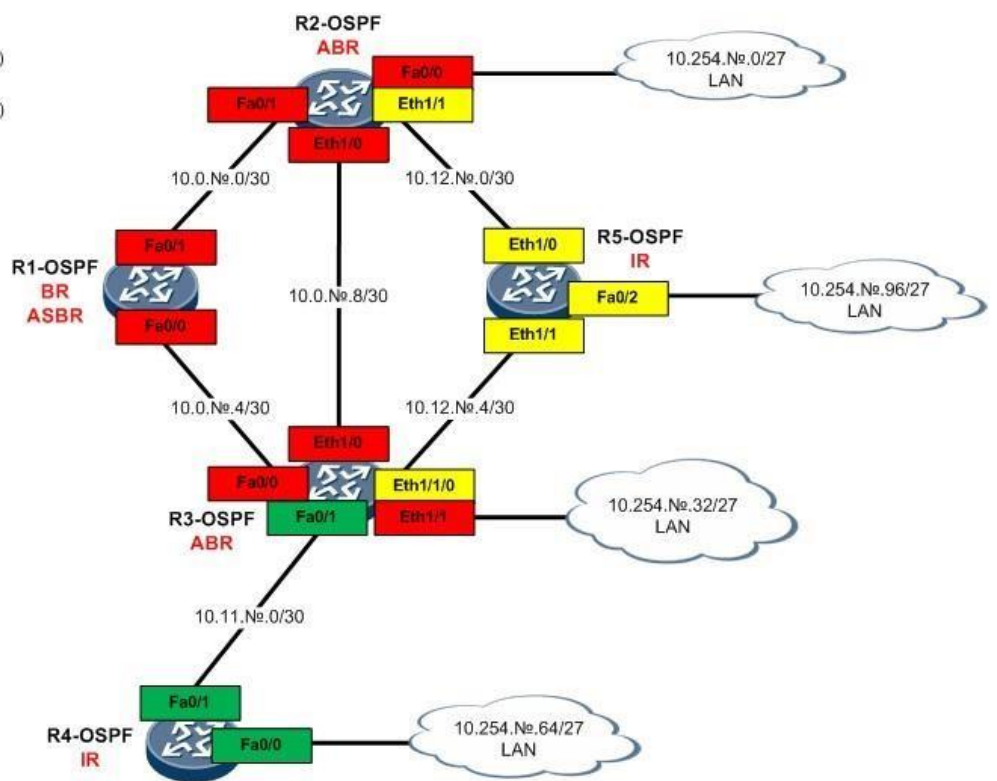 R2-OSPF
ABR
)
)
Fa0/0
Fa0/1
Eth1/1
Eth1/0
10.254.№.0/27
LAN
10.0.№.0/30
10.12.№.0/30
Fa0/1
R1-OSPF
BR
ASBR
Fa0/0
10.0.№.8/30
Eth1/0
R5-OSPF
IR
Fa0/2
Eth1/1
10.254.№.96/27
LAN
10.0.№.4/30
10.12.№.4/30
Eth1/0
Fa0/0
Eth1/1/0
Fa0/1
Eth1/1
R3-OSPF
ABR
10.254.№.32/27
LAN
10.11.№.0/30
Fa0/1
R4-OSPF
IR
Fa0/0
10.254.№.64/27
LAN